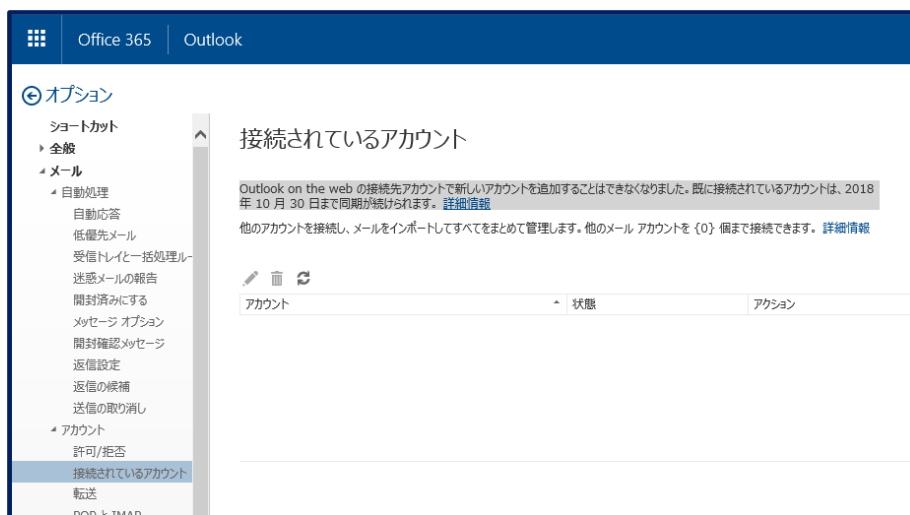 Office 365 Outlook
オプション
ショートカット
全般
メール
自動処理
自動応答
低優先メール
受信トレイと一括処理ルー
迷惑メールの報告
開封済みにする
メッセージ オプション
開封確認メッセージ
返信設定
返信の候補
送信の取り消し
アカウント
許可/拒否
接続されているアカウント
転送
POP と IMAP
接続されているアカウント
Outlook on the web の接続先アカウントで新しいアカウントを追加することはできなくなりました。既に接続されているアカウントは、2018
年 10 月 30 日まで同期が続けられます。 詳細情報
他のアカウントを接続し、メールをインポートしてすべてをまとめて管理します。他のメール アカウントを {0} 個まで接続できます。 詳細情報
アカウント 状態 アクション